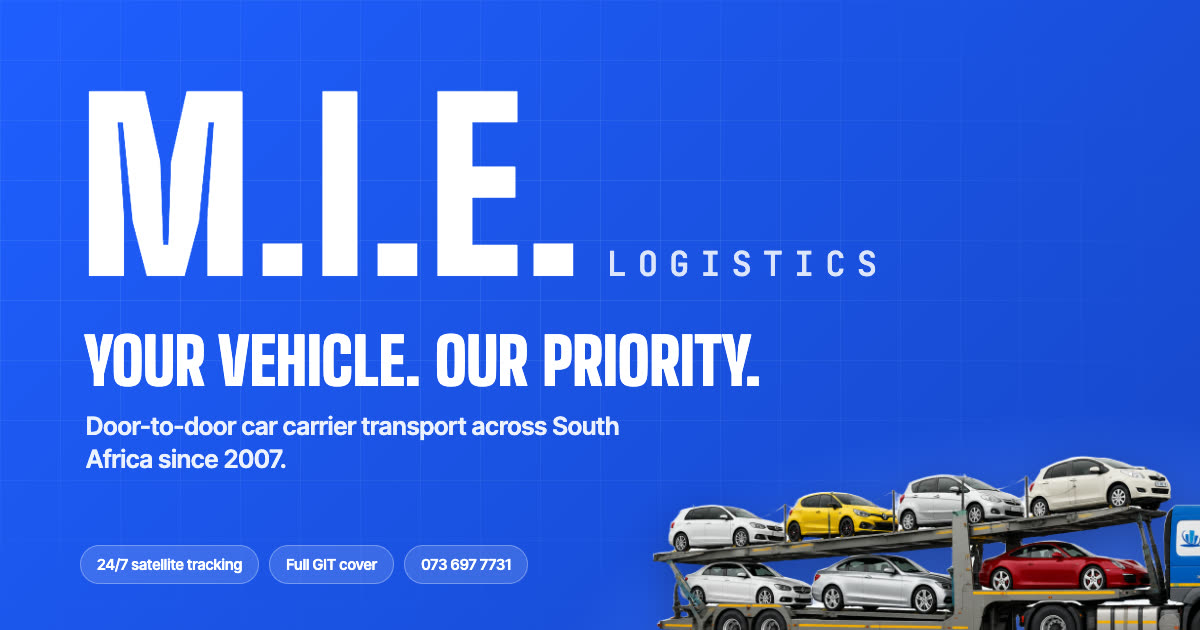 M.I.E. LOGISTICS
YOUR VEHICLE. OUR PRIORITY.
Door-to-door car carrier transport across South
Africa since 2007.
24/7 satellite tracking
Full GIT cover
073 697 7731